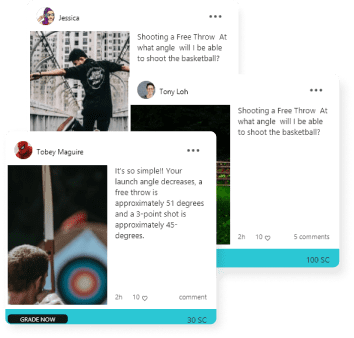 Jessica
Shooting a Free Throw At
what angle will I be able
to shoot the basketball?
Tony Loh
Shooting a Free Throw At
what angle will I be able
to shoot the basketball?
2h 10 5 comments
100 SC
Tobey Maguire
It's so simple!! Your
launch angle decreases, a
free throw is
approximately 51 degrees
and a 3-point shot is
approximately 45-
degrees.
2h 10 comment
GRADE NOW
30 SC